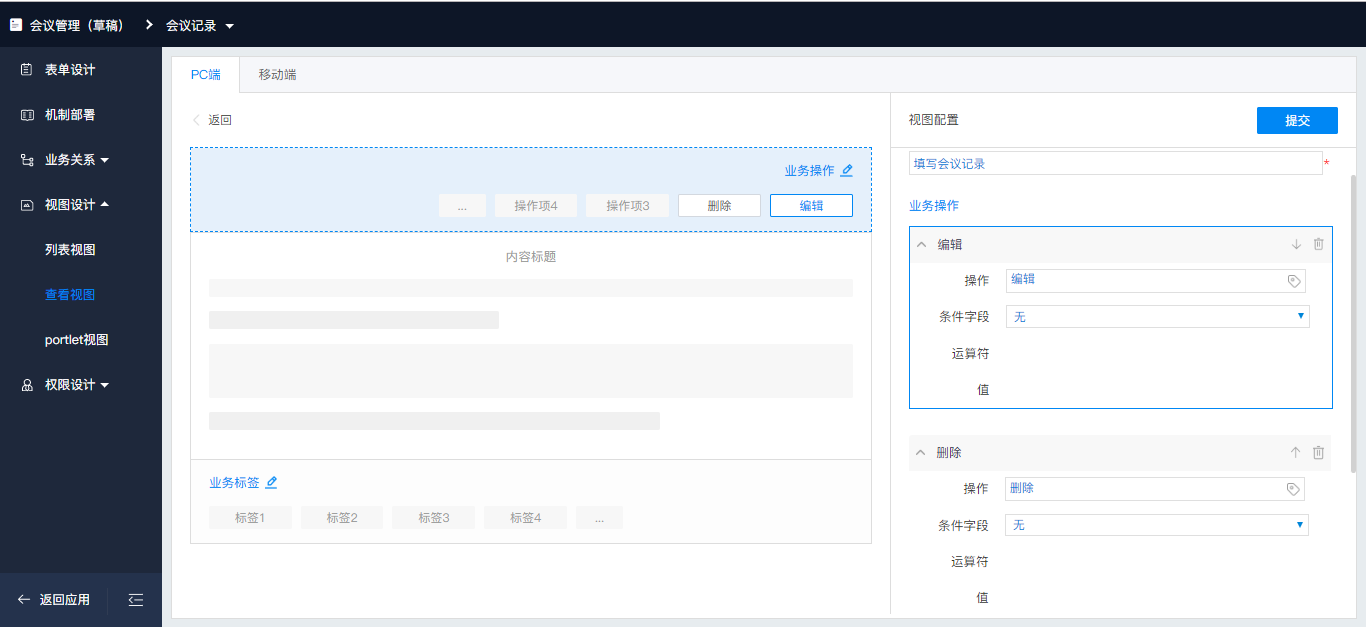 会议管理（草稿） 会议记录
表单设计
机制部署
业务关系
视图设计
列表视图
查看视图
portlet视图
权限设计
返回应用
PC端 移动端
返回
业务操作
... 操作项4 操作项3 删除 编辑
内容标题
业务标签
标签1 标签2 标签3 标签4 ...
视图配置 提交
填写会议记录 *
业务操作
编辑
操作 编辑
条件字段 无
运算符
值
删除
操作 删除
条件字段 无
运算符
值